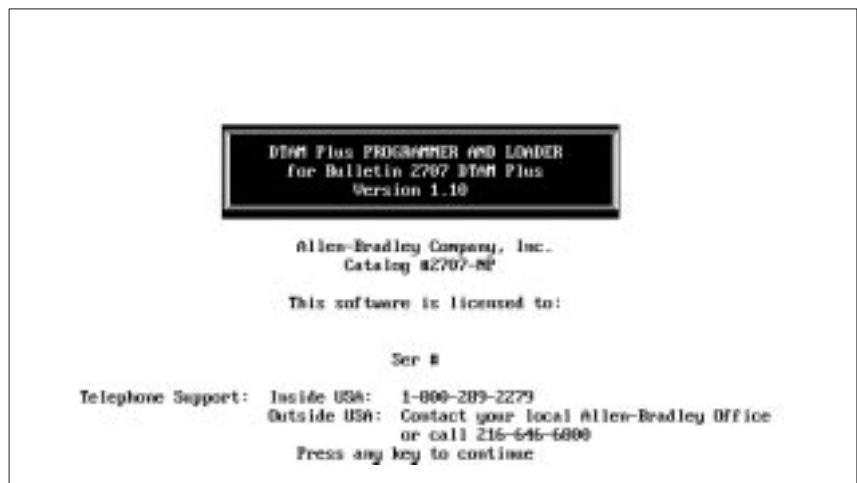 DTAM Plus PROGRAMMER AND LOADER
for Bulletin 2707 DTAM Plus
Version 1.10
Allen-Bradley Company, Inc.
Catalog #2707-NP
This software is licensed to:
Ser #
Telephone Support: Inside USA: 1-800-289-2279
Outside USA: Contact your local Allen-Bradley Office
or call 216-646-6800
Press any key to continue